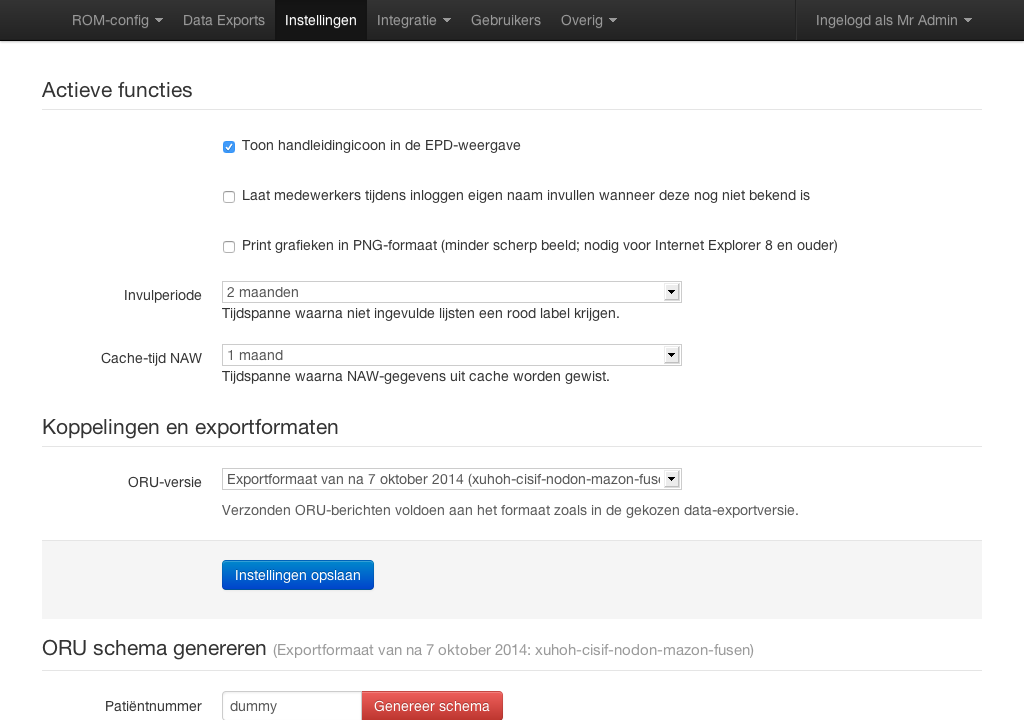 ROM-config Data Exports Instellingen Integratie Gebruikers Overig Ingelogd als Mr Admin
Actieve functies
Toon handleidingicoon in de EPD-weergave
Laat medewerkers tijdens inloggen eigen naam invullen wanneer deze nog niet bekend is
Print grafieken in PNG-formaat (minder scherp beeld; nodig voor Internet Explorer 8 en ouder)
Invulperiode 2 maanden
Tijdspanne waarna niet ingevulde lijsten een rood label krijgen.
Cache-tijd NAW 1 maand
Tijdspanne waarna NAW-gegevens uit cache worden gewist.
Koppelingen en exportformaten
ORU-versie Exportformaat van na 7 oktober 2014 (xuhoh-cisif-nodon-mazon-fuse
Verzonden ORU-berichten voldoen aan het formaat zoals in de gekozen data-exportversie.
Instellingen opslaan
ORU schema genereren (Exportformaat van na 7 oktober 2014: xuhoh-cisif-nodon-mazon-fusen)
Patiëntnummer dummy Genereer schema